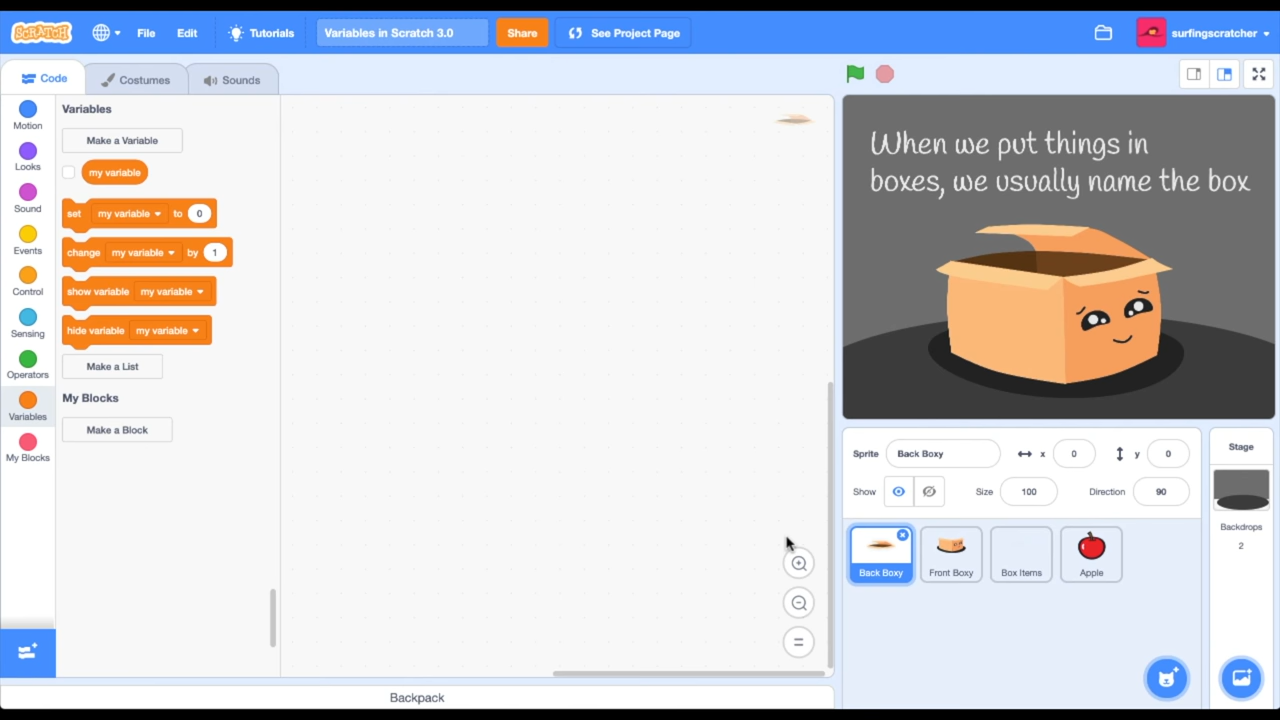 SCRATCH
File
Edit
Tutorials
Variables in Scratch 3.0
Share
See Project Page
surfingscratcher
Code
Costumes
Sounds
Motion
Looks
Sound
Events
Control
Sensing
Operators
Variables
My Blocks
Variables
Make a Variable
my variable
set my variable to 0
change my variable by 1
show variable my variable
hide variable my variable
Make a List
My Blocks
Make a Block
When we put things in
boxes, we usually name the box
Sprite Back Boxy x 0 y 0
Show Size 100 Direction 90
Back Boxy
Front Boxy
Box Items
Apple
Stage
Backdrops
2
Backpack